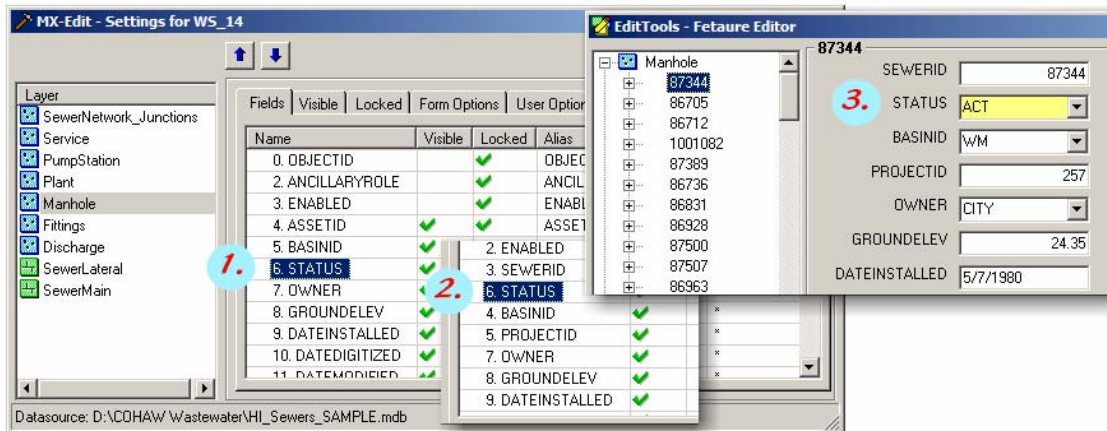 MX-Edit - Settings for WS_14
Layer
SewerNetwork_Junctions
Service
PumpStation
Plant
Manhole
Fittings
Discharge
SewerLateral
SewerMain
Fields Visible Locked Form Options User Option
Name Visible Locked Alias
0. OBJECTID OBJEC
2. ANCILLARYROLE ANCIL
3. ENABLED ENABL
4. ASSETID ASSET
5. BASINID
1. 6. STATUS
7. OWNER
8. GROUNDELEV
9. DATEINSTALLED
10. DATEDIGITIZED
11. DATEMODIFIED
2. ENABLED
3. SEWERID
2. 6. STATUS
4. BASINID
5. PROJECTID
7. OWNER
8. GROUNDELEV
9. DATEINSTALLED
Datasource: D:\COHAW Wastewater\HI_Sewers_SAMPLE.mdb
EditTools - Fetaure Editor
Manhole
87344
86705
86712
1001082
87389
86736
86831
86928
87500
87507
86963
87344
SEWERID 87344
3. STATUS ACT
BASINID WM
PROJECTID 257
OWNER CITY
GROUNDELEV 24.35
DATEINSTALLED 5/7/1980